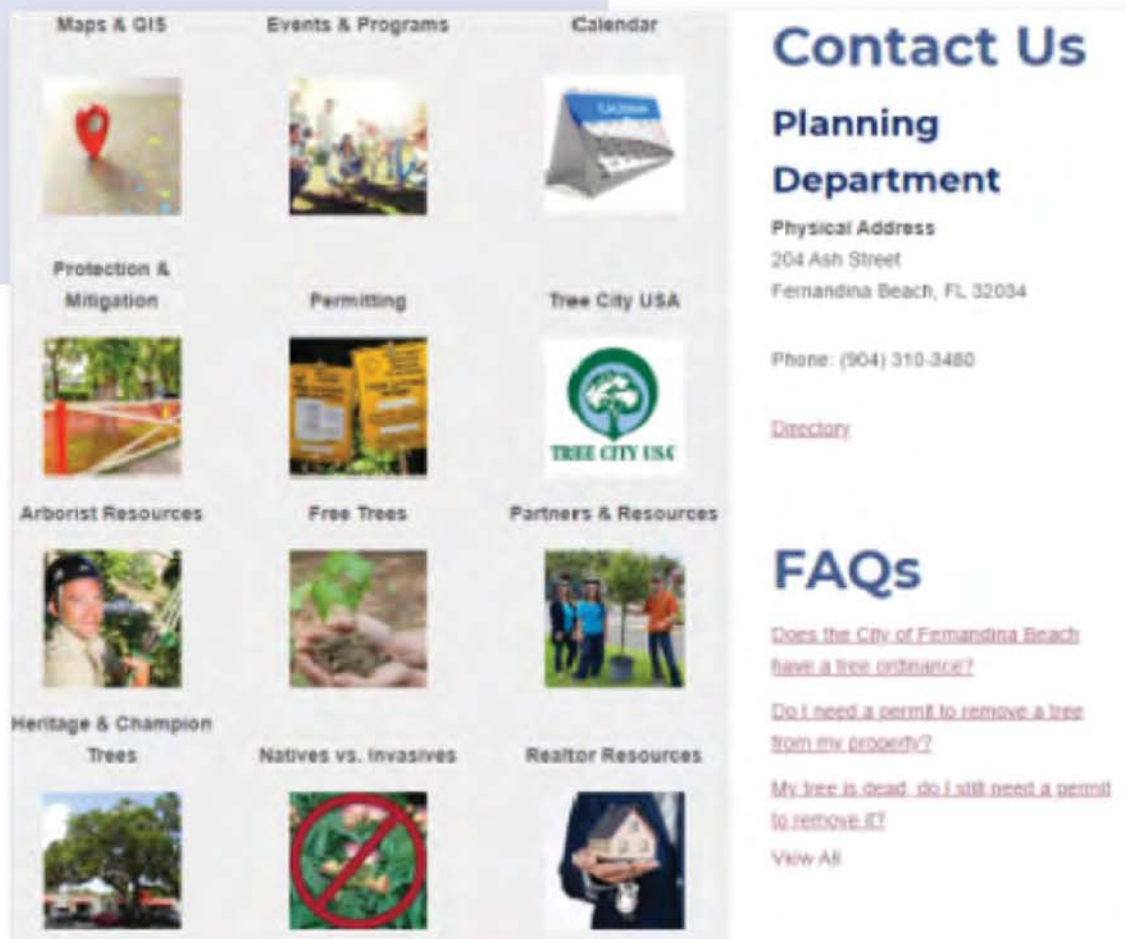 Maps & GIS
Events & Programs
Calendar
Protection &
Mitigation
Permitting
Tree City USA
TREE CITY USA
Arborist Resources
Free Trees
Partners & Resources
Heritage & Champion
Trees
Natives vs. Invasives
Realtor Resources
Contact Us
Planning
Department
Physical Address
204 Ash Street
Fernandina Beach, FL 32034
Phone: (904) 310-3480
Directory
FAQs
Does the City of Fernandina Beach
have a tree ordinance?
Do I need a permit to remove a tree
from my property?
My tree is dead, do I still need a permit
to remove it?
View All